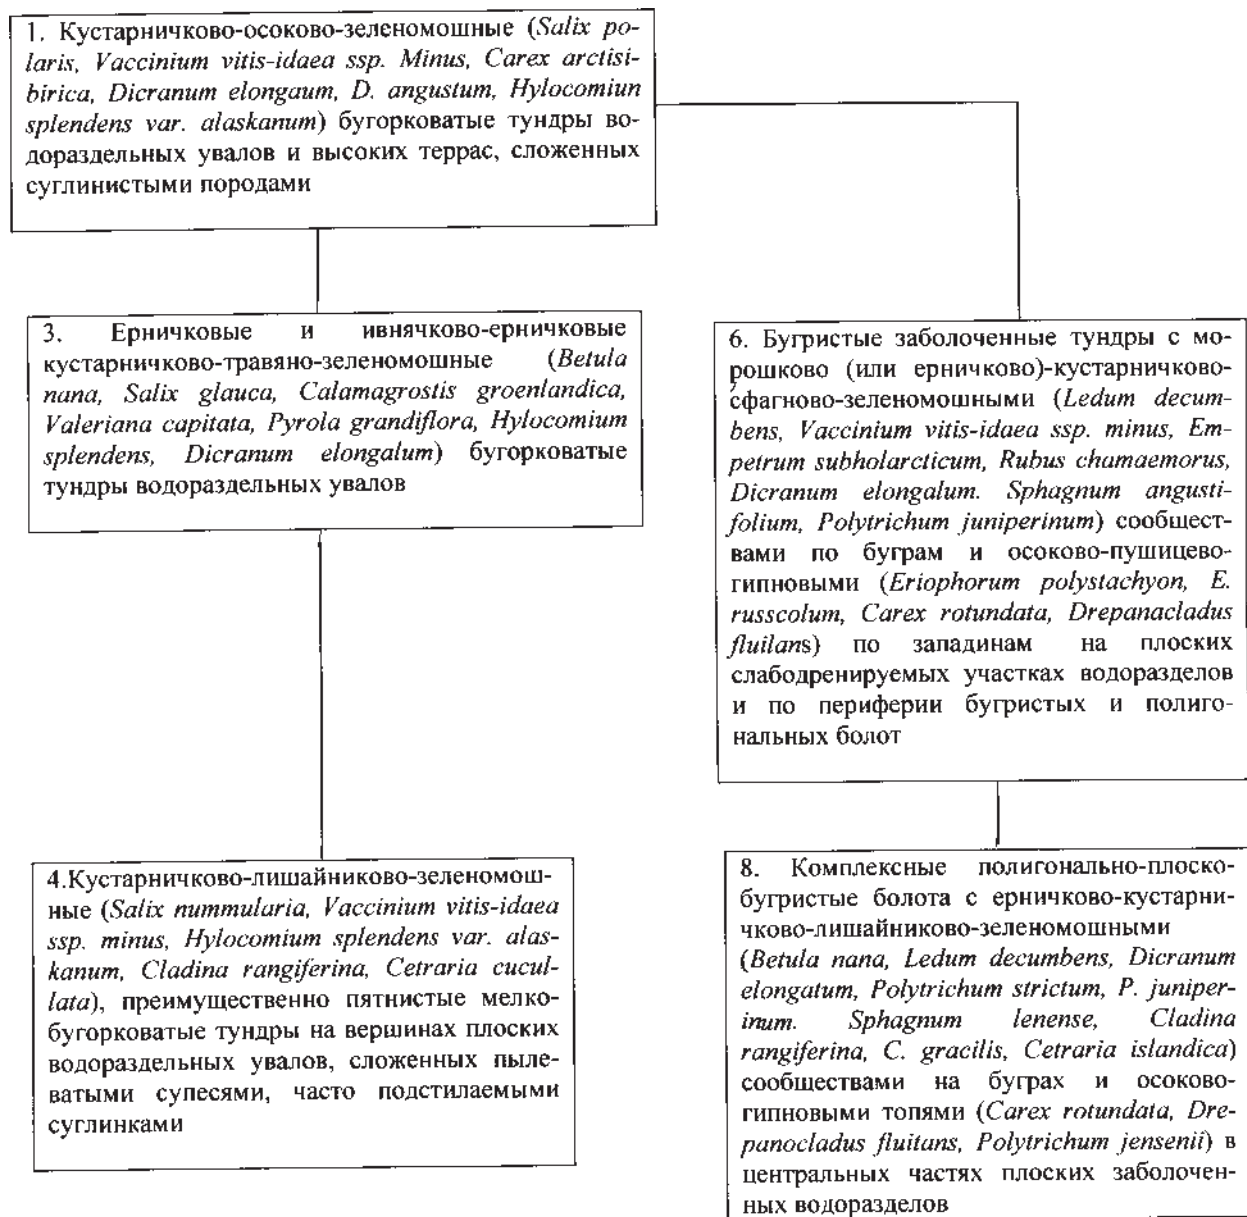 1. Кустарничково-осоково-зеленомошные (Salix po-
laris, Vaccinium vitis-idaea ssp. Minus, Carex arctisi-
birica, Dicranum elongaum, D. angustum, Hylocomiun
splendens var. alaskanum) бугорковатые тундры во-
дораздельных увалов и высоких террас, сложенных
суглинистыми породами
3. Ерничковые и ивнячково-ерничковые
кустарничково-травяно-зеленомошные (Betula
nana, Salix glauca, Calamagrostis groenlandica,
Valeriana capitata, Pyrola grandiflora, Hylocomium
splendens, Dicranum elongalum) бугорковатые
тундры водораздельных увалов
4.Кустарничково-лишайниково-зеленомош-
ные (Salix nummularia, Vaccinium vitis-idaea
ssp. minus, Hylocomium splendens var. alas-
kanum, Cladina rangiferina, Cetraria cucul-
lata), преимущественно пятнистые мелко-
бугорковатые тундры на вершинах плоских
водораздельных увалов, сложенных пыле-
ватыми супесями, часто подстилаемыми
суглинками
6. Бугристые заболоченные тундры с мо-
рошково (или ерничково)-кустарничково-
сфагново-зеленомошными (Ledum decum-
bens, Vaccinium vitis-idaea ssp. minus, Em-
petrum subholarcticum, Rubus chamaemorus,
Dicranum elongalum. Sphagnum angusti-
folium, Polytrichum juniperinum) сообщест-
вами по буграм и осоково-пушицево-
гипновыми (Eriophorum polystachyon, E.
russcolum, Carex rotundata, Drepanacladus
fluilans) по западинам на плоских
слабодренируемых участках водоразделов
и по периферии бугристых и полиго-
нальных болот
8. Комплексные полигонально-плоско-
бугристые болота с ерничково-кустарни-
чково-лишайниково-зеленомошными
(Betula nana, Ledum decumbens, Dicranum
elongatum, Polytrichum strictum, P. juniper-
inum. Sphagnum lenense, Cladina
rangiferina, C. gracilis, Cetraria islandica)
сообществами на буграх и осоково-
гипновыми топями (Carex rotundata, Dre-
panocladus fluitans, Polytrichum jensenii) в
центральных частях плоских заболочен-
ных водоразделов